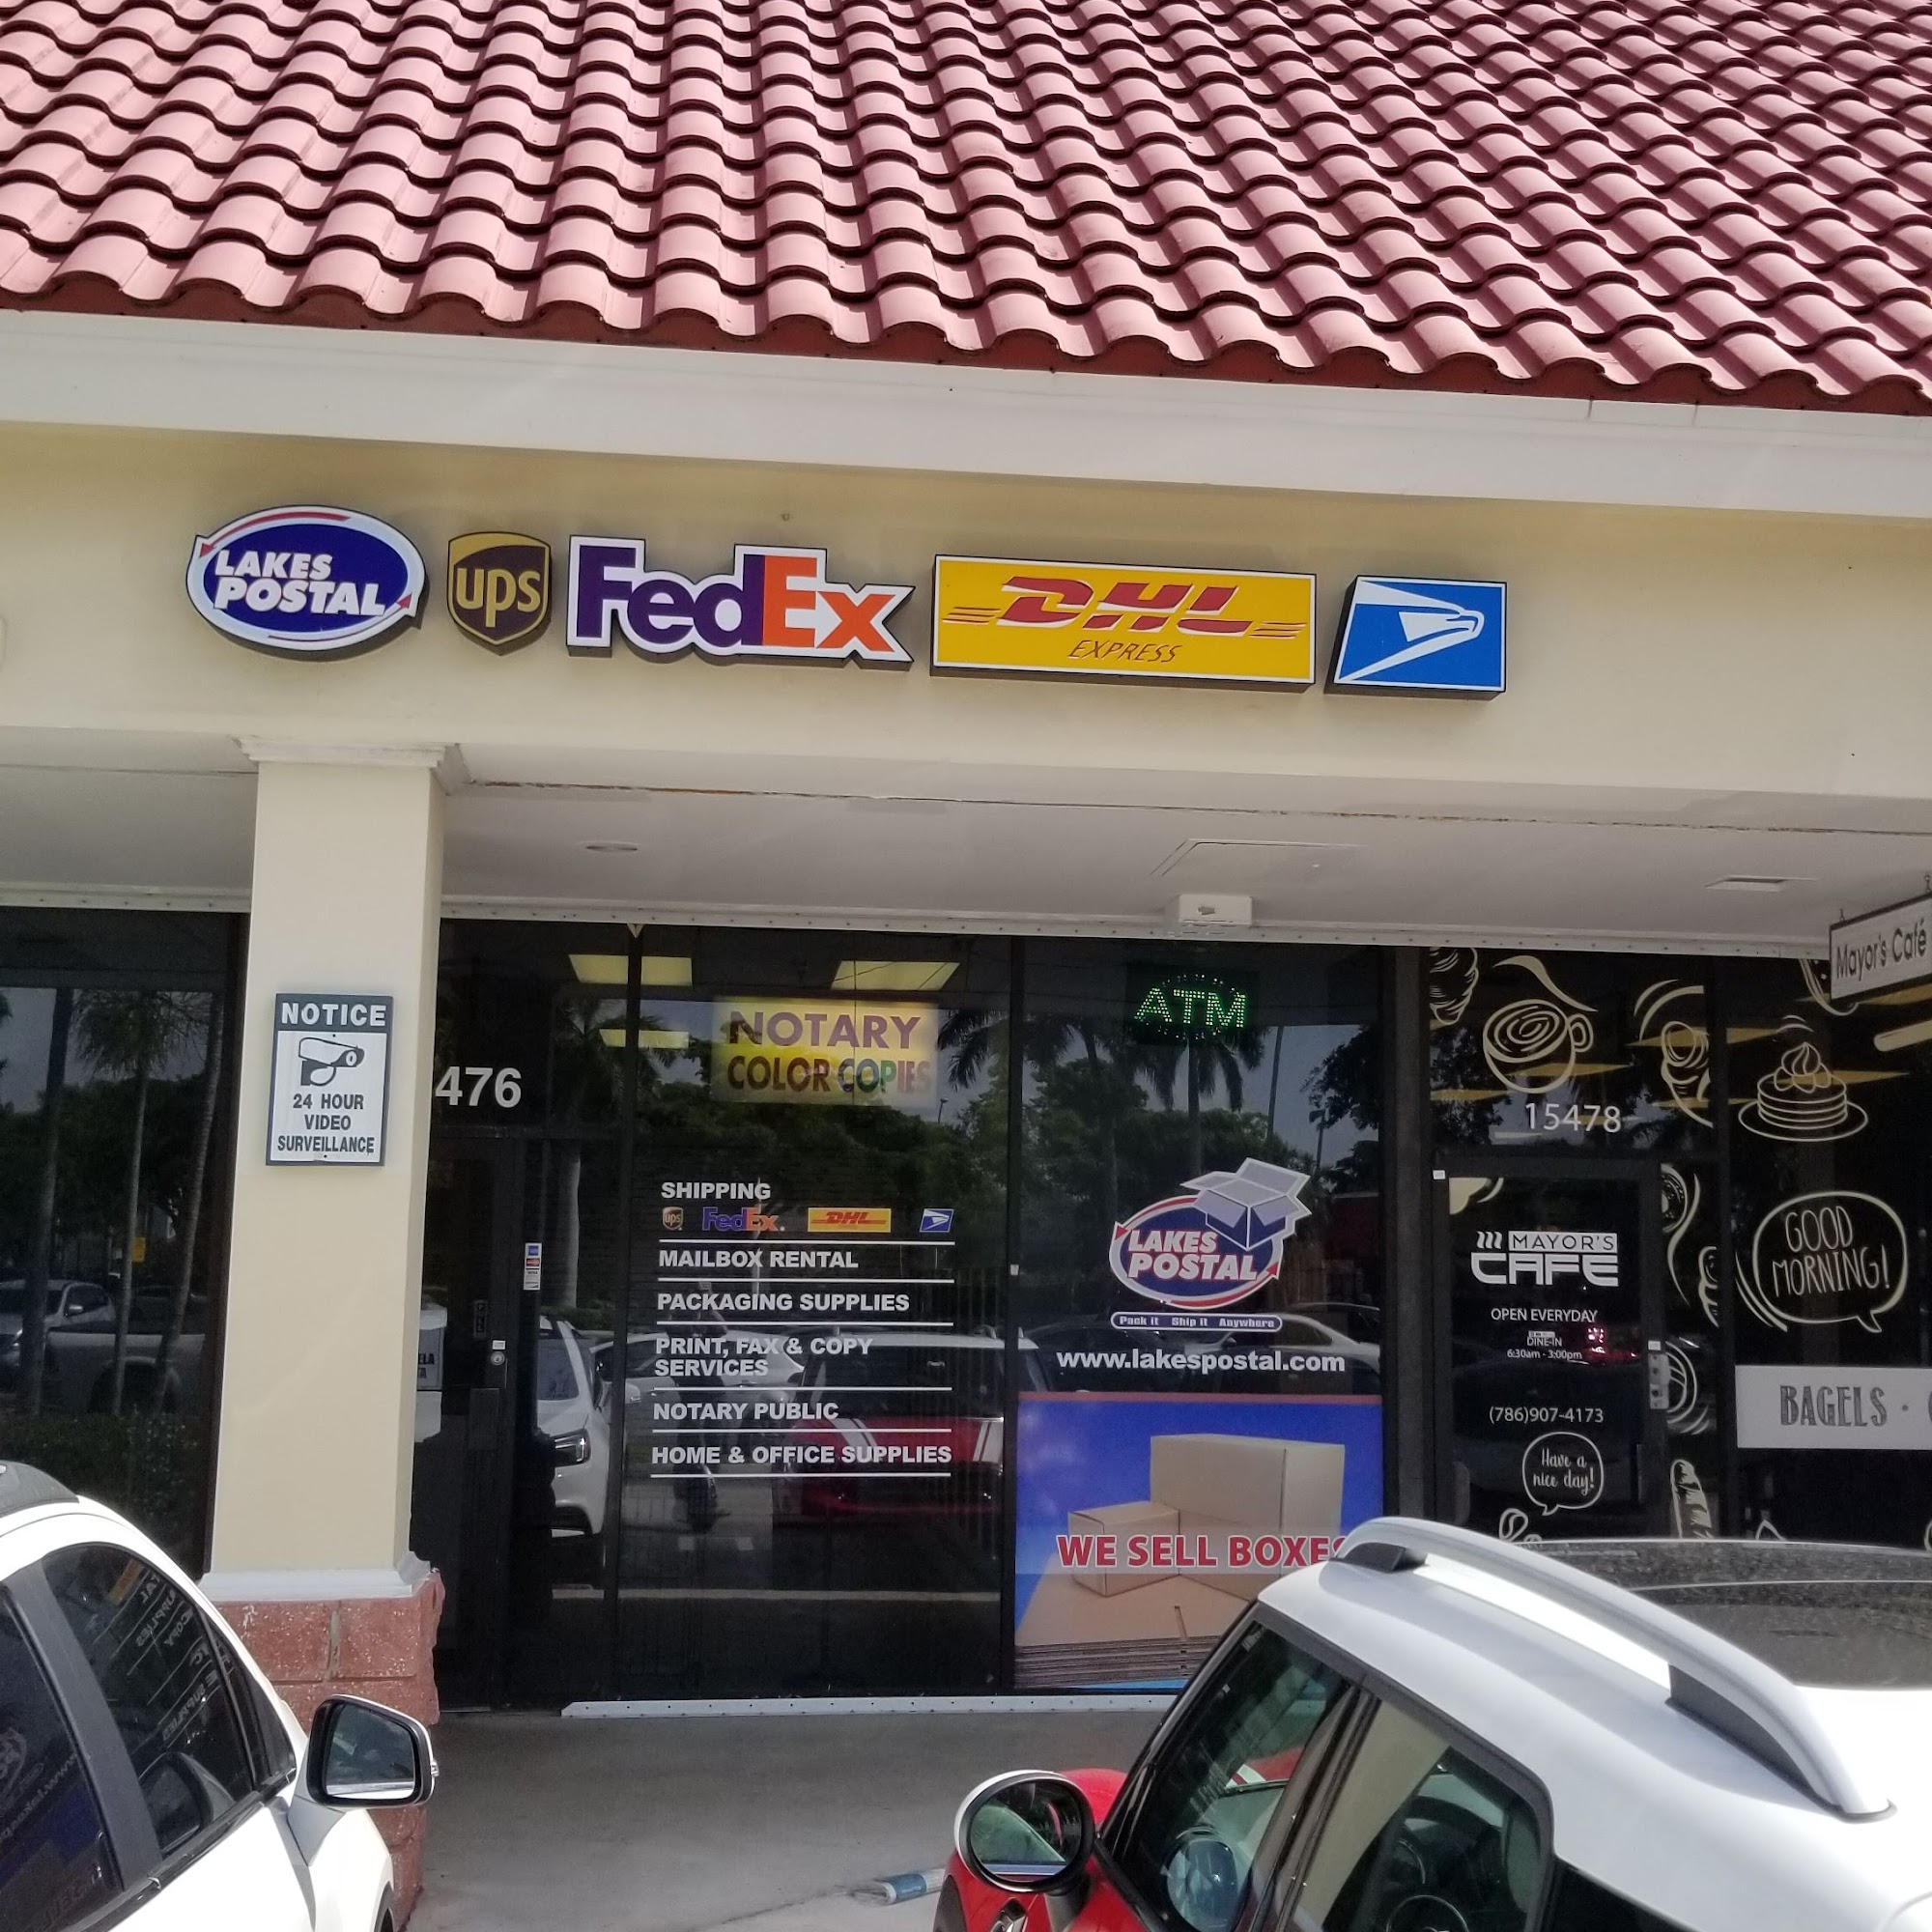 LAKES
POSTAL
ups
FedEx
DHL
EXPRESS
Mayor's Café
NOTICE
24 HOUR
VIDEO
SURVEILLANCE
476
NOTARY
COLOR COPIES
ATM
SHIPPING
ups FedEx. DHL
MAILBOX RENTAL
PACKAGING SUPPLIES
PRINT, FAX & COPY
SERVICES
NOTARY PUBLIC
HOME & OFFICE SUPPLIES
LAKES
POSTAL
Pack it Ship it Anywhere
www.lakespostal.com
WE SELL BOXES
15478
MAYOR'S
CAFE
OPEN EVERYDAY
DINE-IN
6:30am - 3:00pm
(786)907-4173
Have a
nice day!
GOOD
MORNING!
BAGELS ·